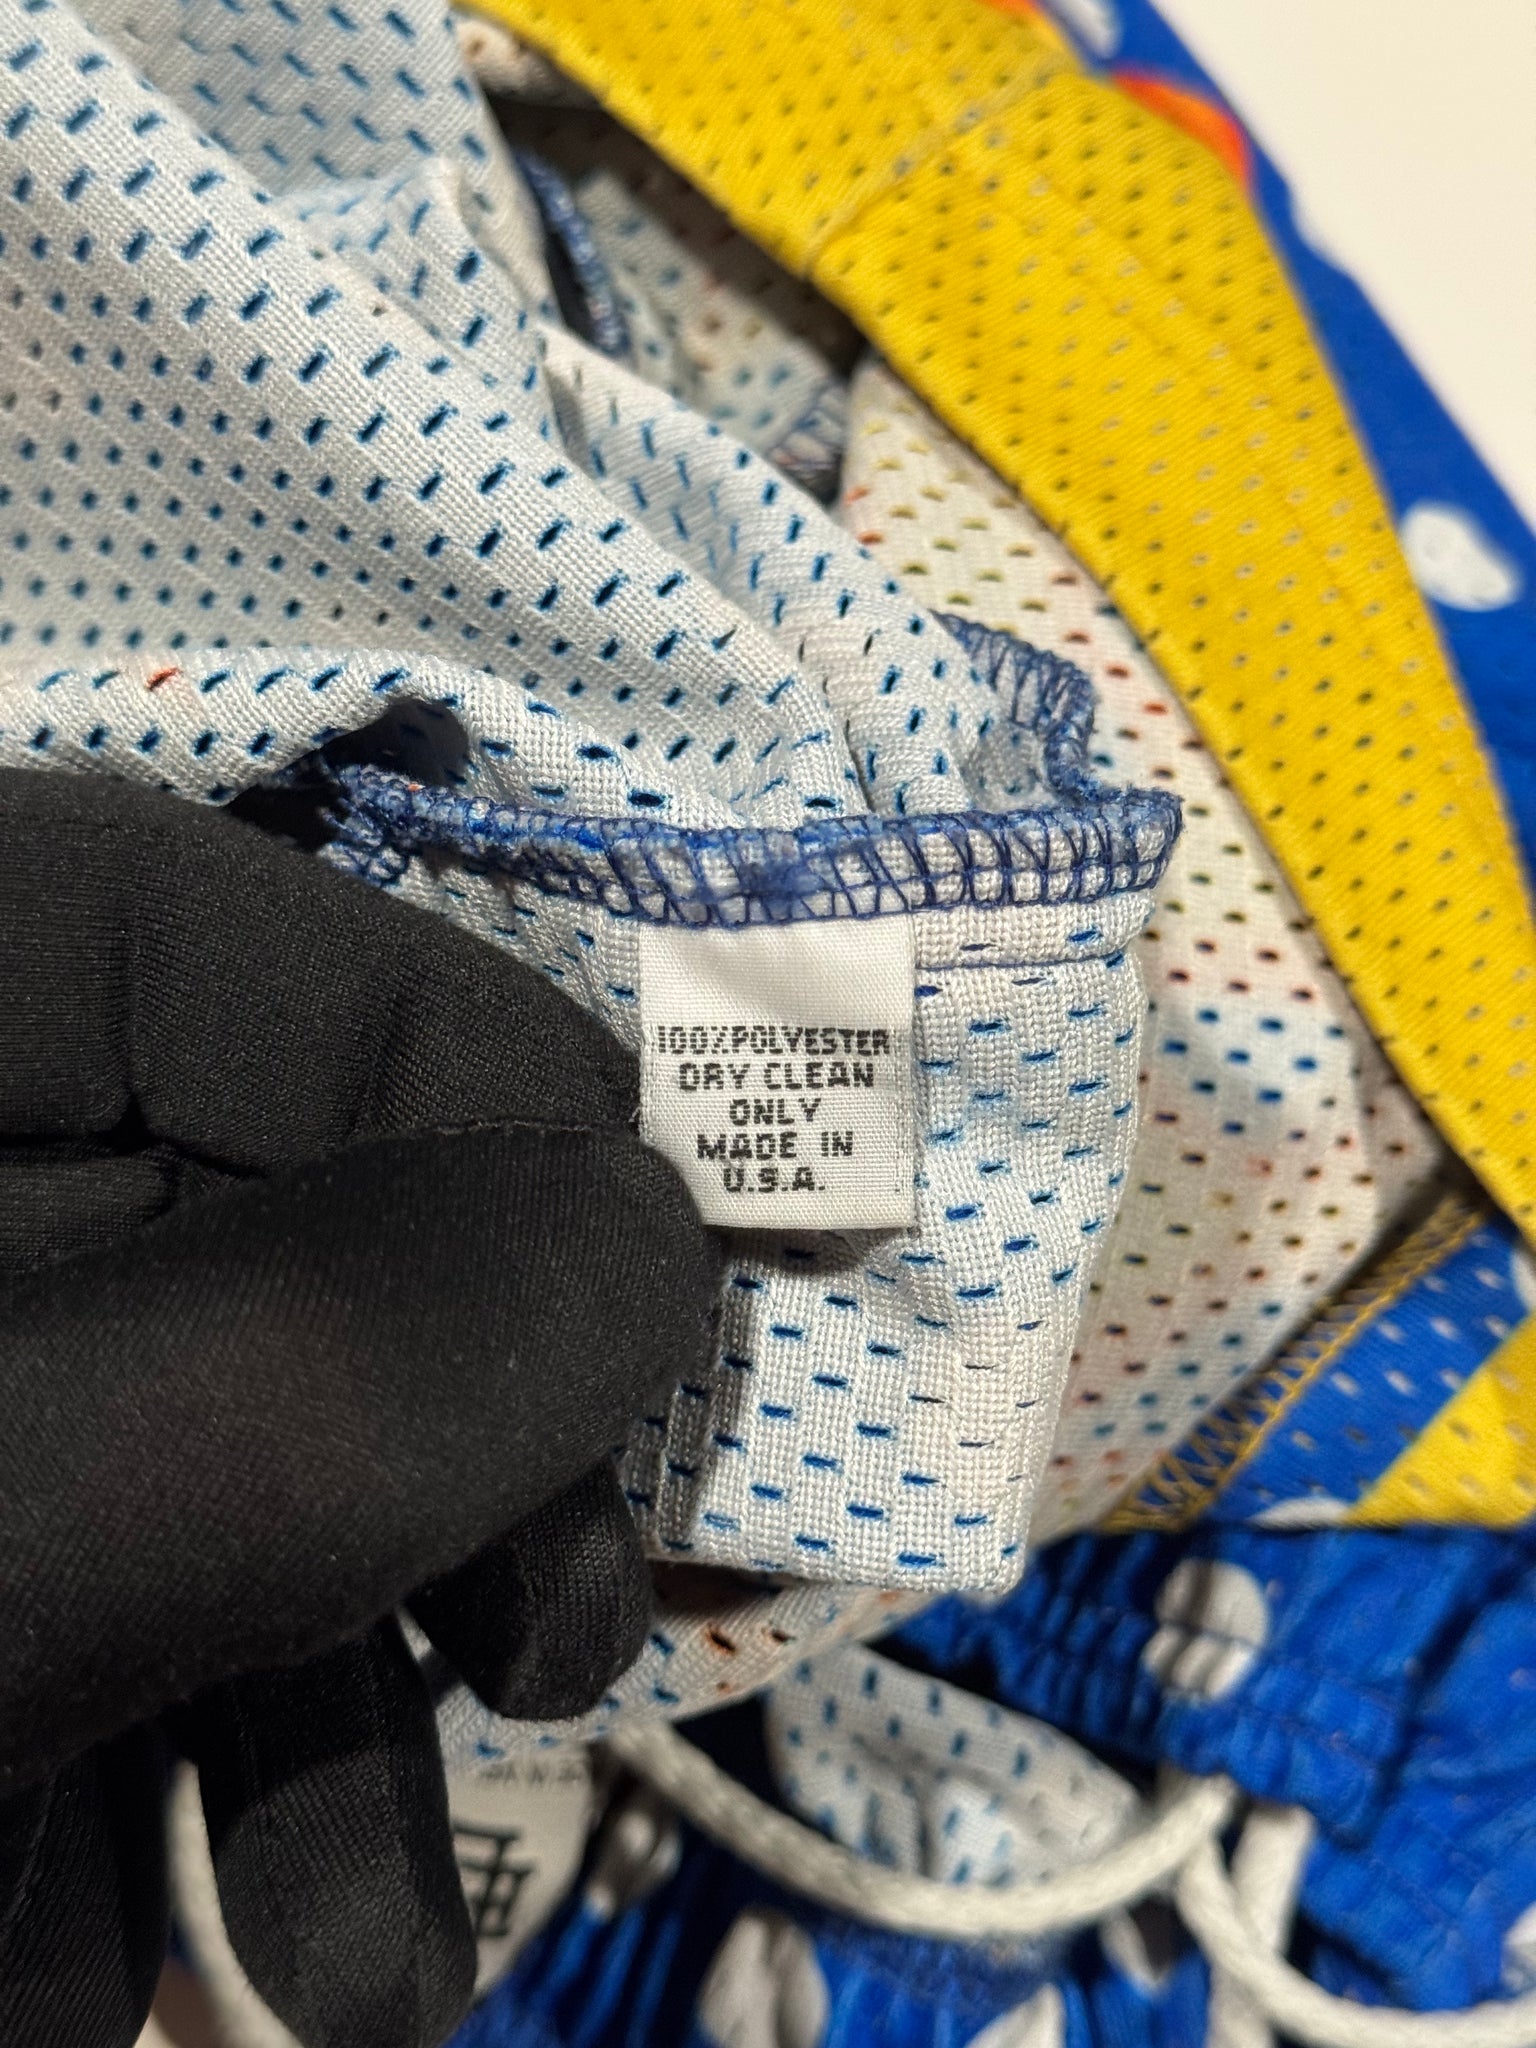 100%POLYESTER
DRY CLEAN
ONLY
MADE IN
U.S.A.